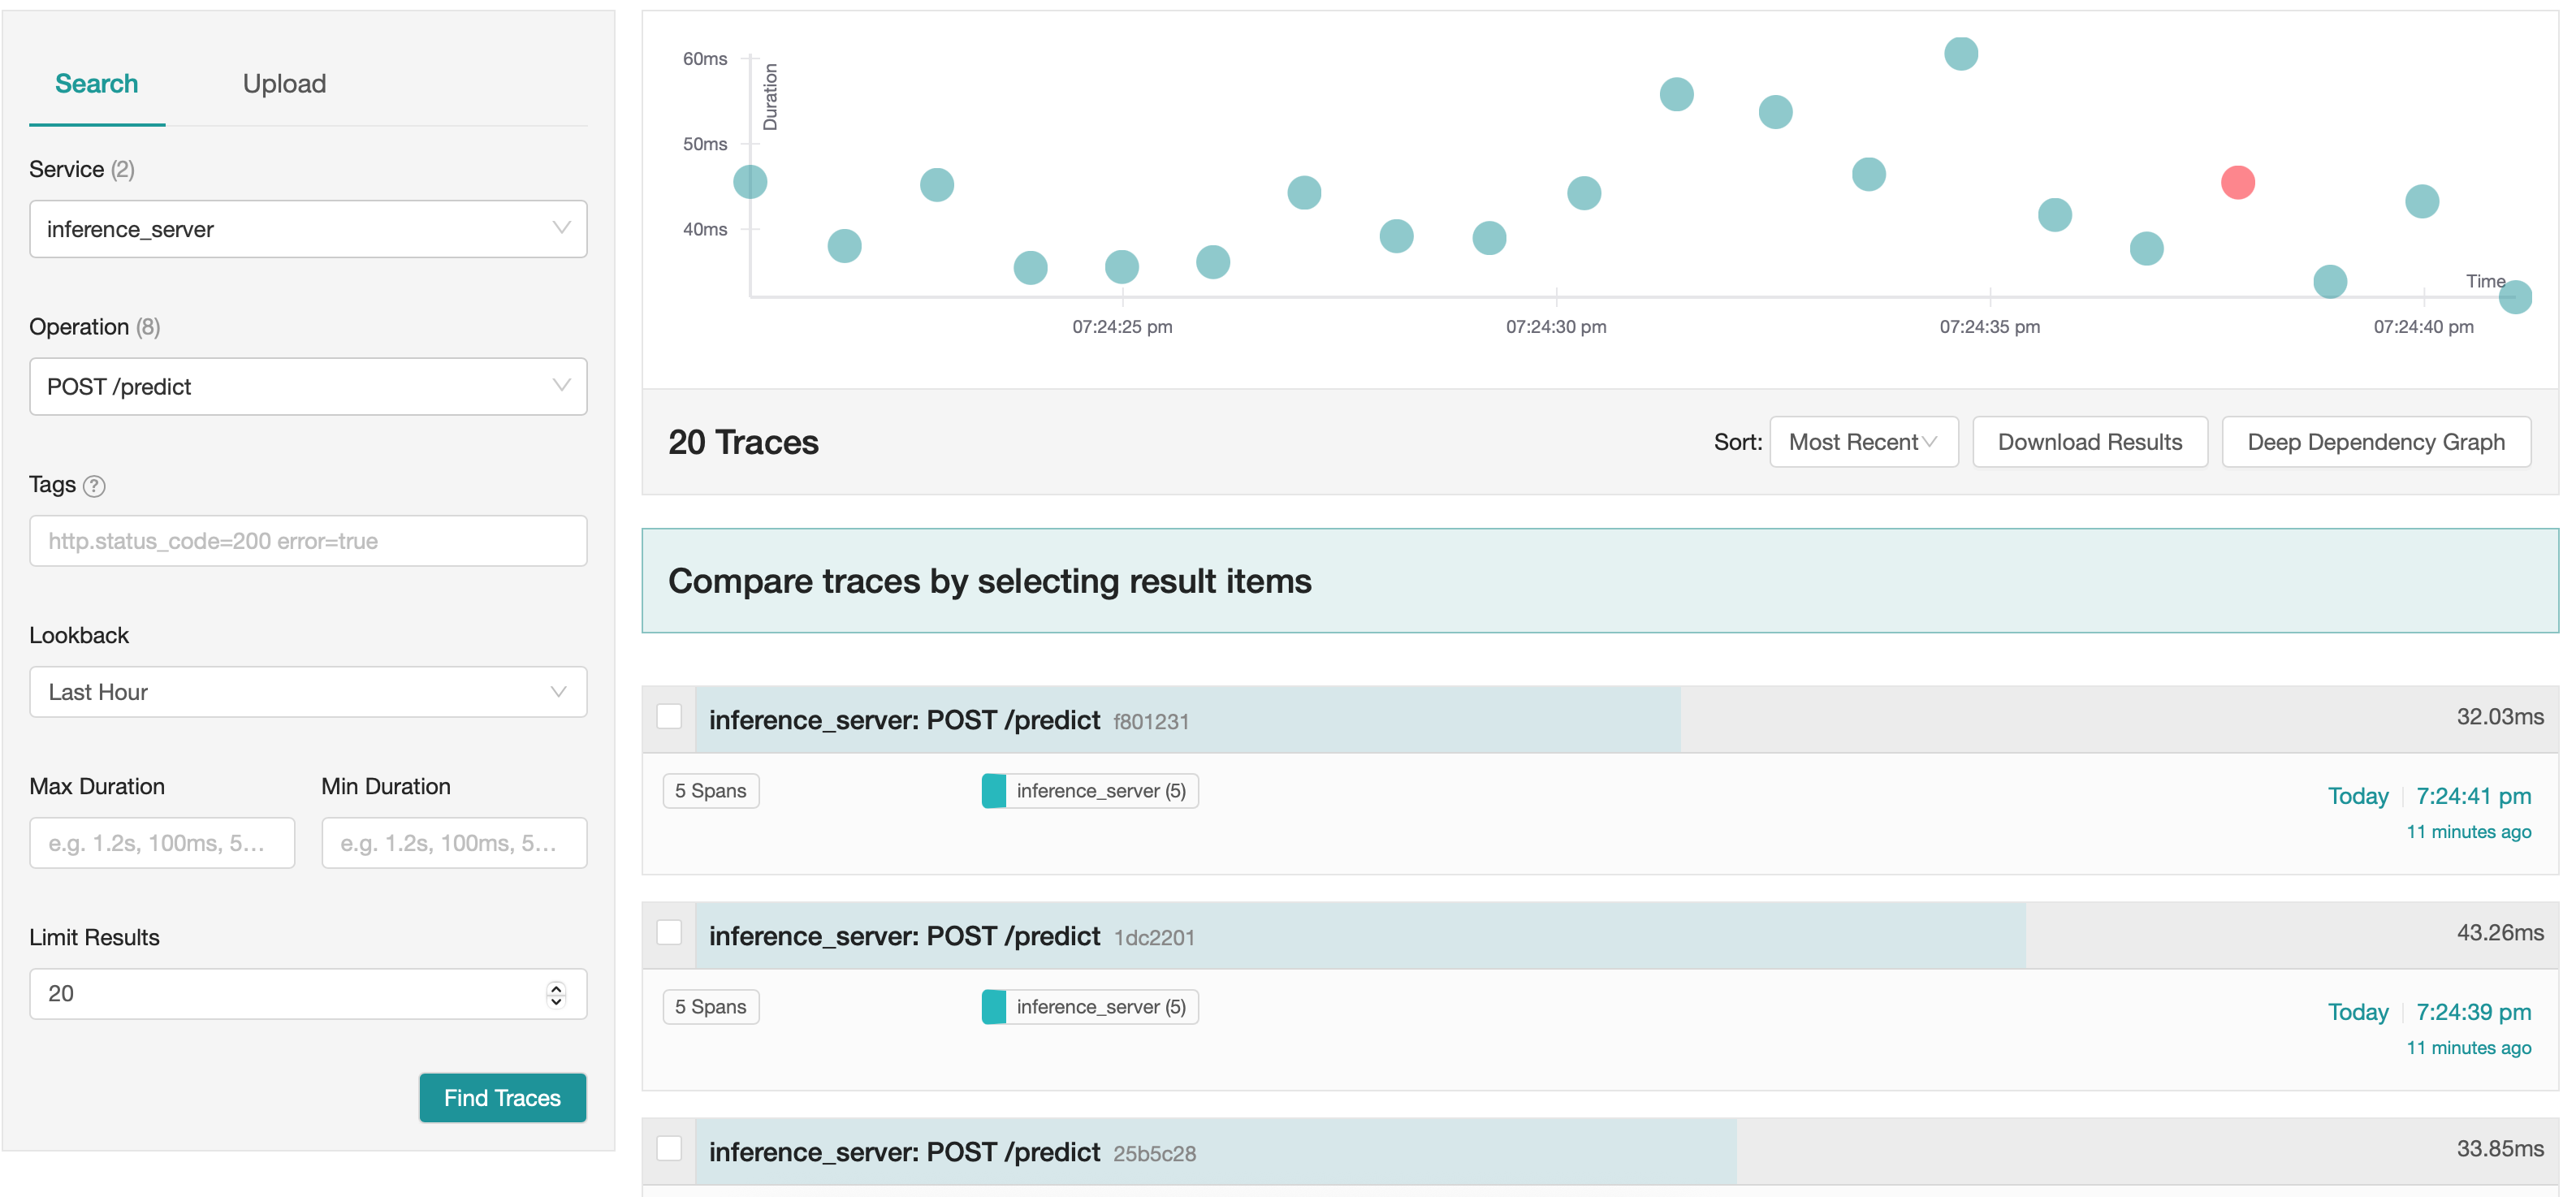 Search
Upload
Service (2)
inference_server
Operation (8)
POST /predict
Tags ?
http.status_code=200 error=true
Lookback
Last Hour
Max Duration
Min Duration
e.g. 1.2s, 100ms, 5...
e.g. 1.2s, 100ms, 5...
Limit Results
20
Find Traces
60ms
50ms
40ms
Duration
Time
07:24:25 pm
07:24:30 pm
07:24:35 pm
07:24:40 pm
20 Traces
Sort:
Most Recent
Download Results
Deep Dependency Graph
Compare traces by selecting result items
inference_server: POST /predict f801231
32.03ms
5 Spans
inference_server (5)
Today
7:24:41 pm
11 minutes ago
inference_server: POST /predict 1dc2201
43.26ms
5 Spans
inference_server (5)
Today
7:24:39 pm
11 minutes ago
inference_server: POST /predict 25b5c28
33.85ms